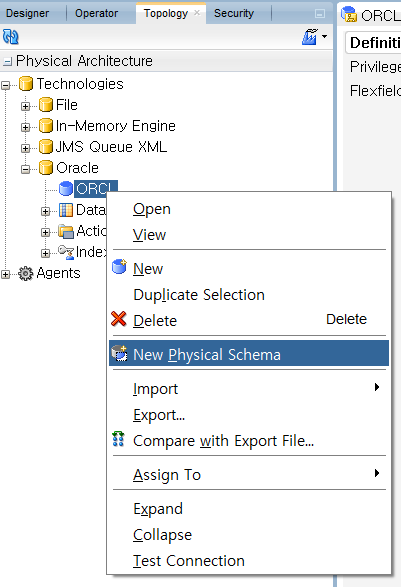 Designer Operator Topology Security ORCL
Physical Architecture Definiti
Technologies Privilege
File Flexfield
In-Memory Engine
JMS Queue XML
Oracle
ORCL
Data
Actio
Index
Agents
Open
View
New
Duplicate Selection
Delete Delete
New Physical Schema
Import
Export...
Compare with Export File...
Assign To
Expand
Collapse
Test Connection